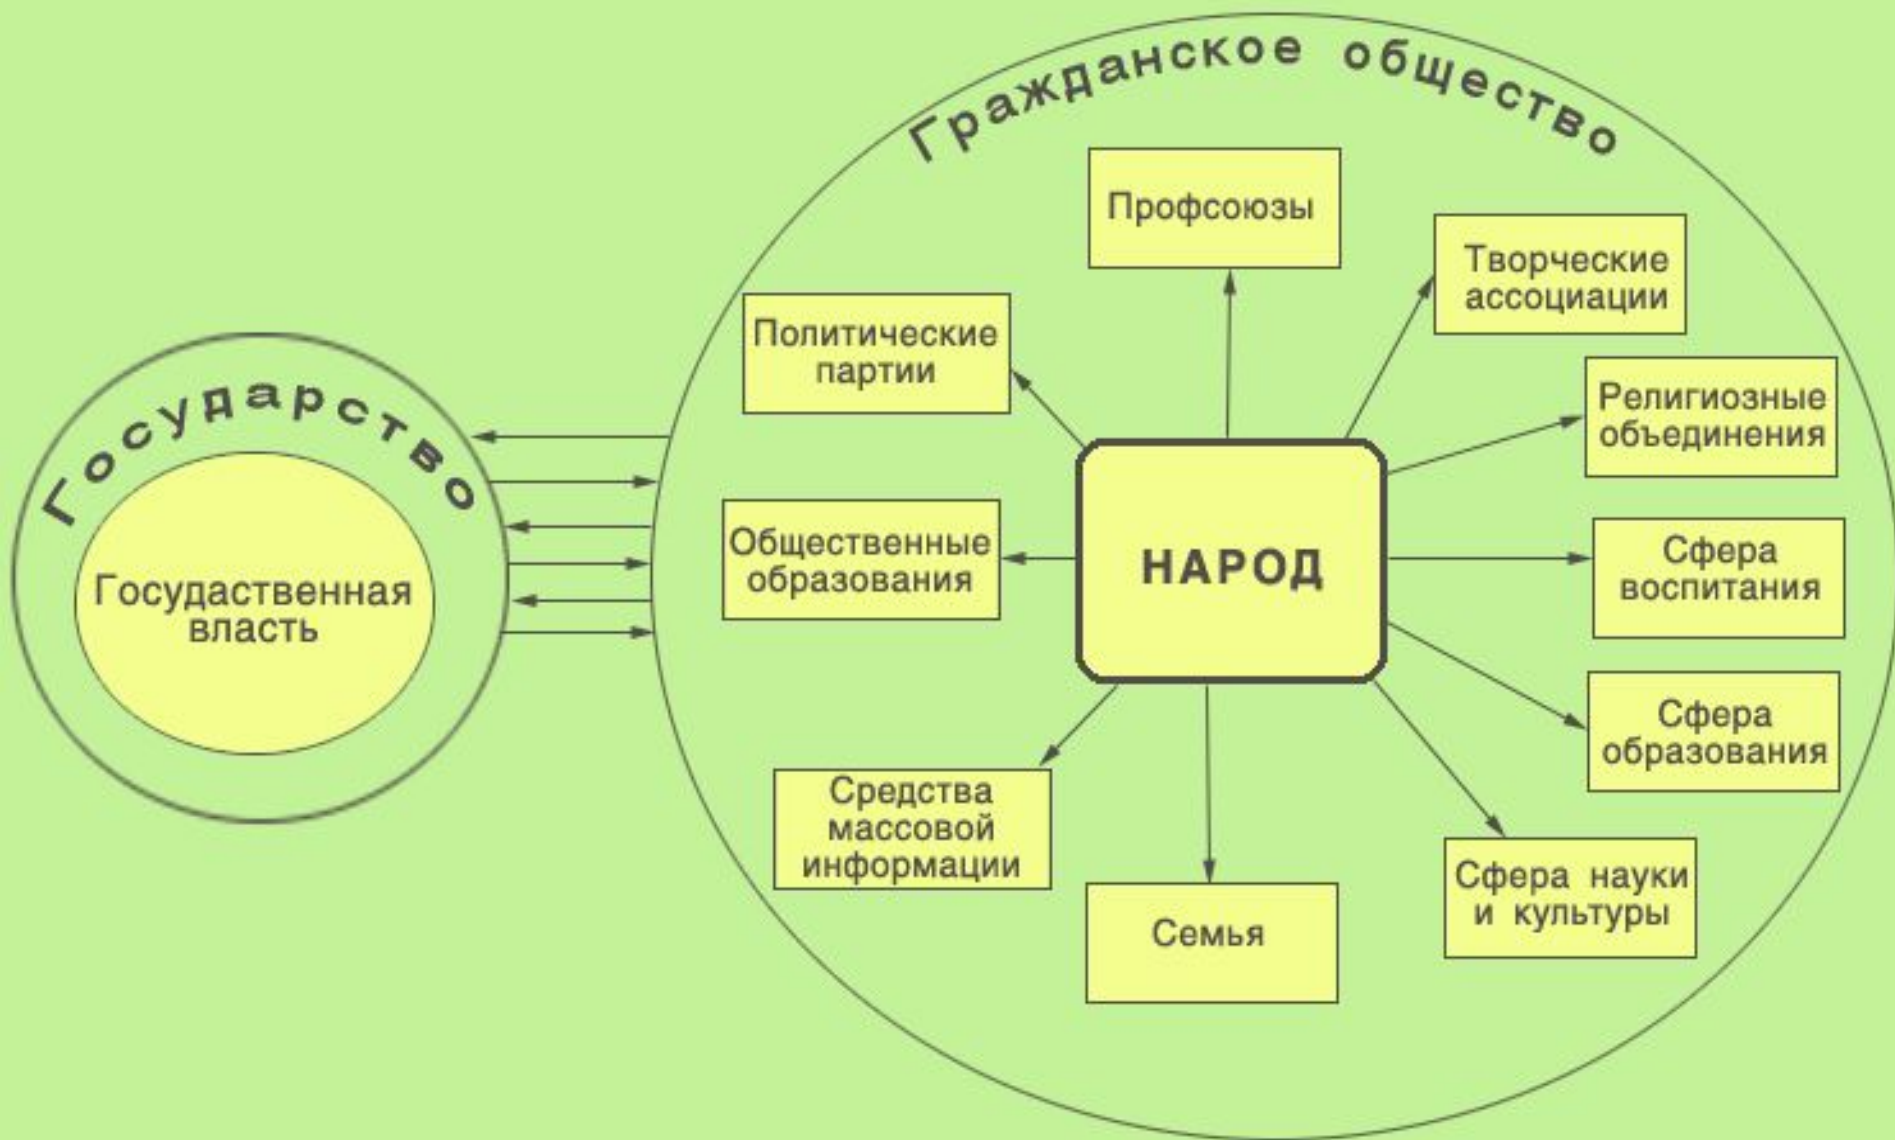 Гражданское общество
Профсоюзы
Творческие
ассоциации
Политические
партии
Религиозные
объединения
Государство
Государственная
власть
Общественные
образования
НАРОД
Сфера
воспитания
Сфера
образования
Средства
массовой
информации
Семья
Сфера науки
и культуры